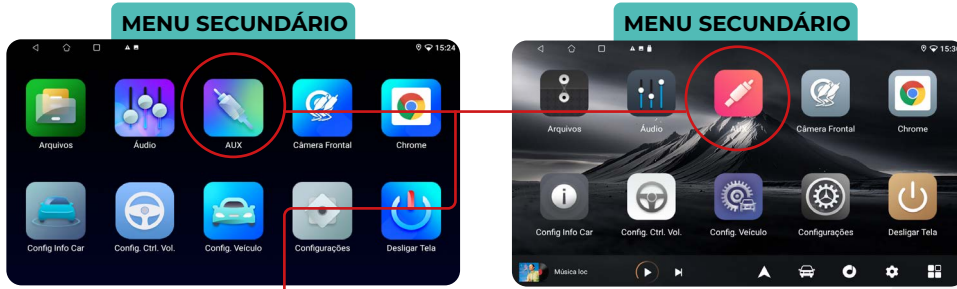 MENU SECUNDÁRIO
15:24
Arquivos
Áudio
AUX
Câmera Frontal
Chrome
Config Info Car
Config. Ctrl. Vol.
Config. Veículo
Configurações
Desligar Tela
MENU SECUNDÁRIO
Arquivos
Áudio
AUX
Câmera Frontal
Chrome
Config Info Car
Config. Ctrl. Vol.
Config. Veículo
Configurações
Desligar Tela
Música loc